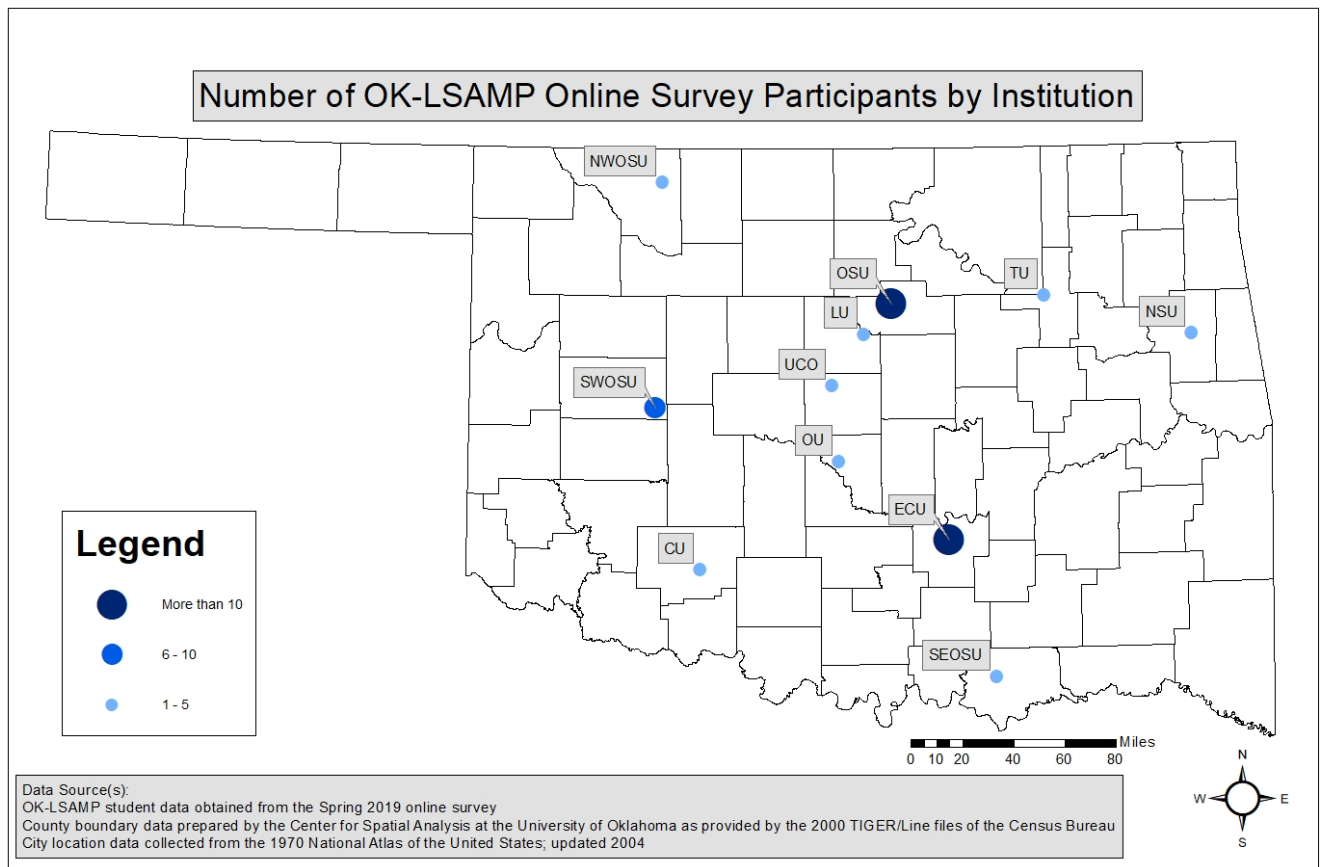 Number of OK-LSAMP Online Survey Participants by Institution
NWOSU
OSU
TU
LU
NSU
UCO
SWOSU
OU
ECU
CU
SEOSU
Legend
More than 10
6 - 10
1 - 5
Miles
0 10 20 40 60 80
N
W E
S
Data Source(s):
OK-LSAMP student data obtained from the Spring 2019 online survey
County boundary data prepared by the Center for Spatial Analysis at the University of Oklahoma as provided by the 2000 TIGER/Line files of the Census Bureau
City location data collected from the 1970 National Atlas of the United States; updated 2004